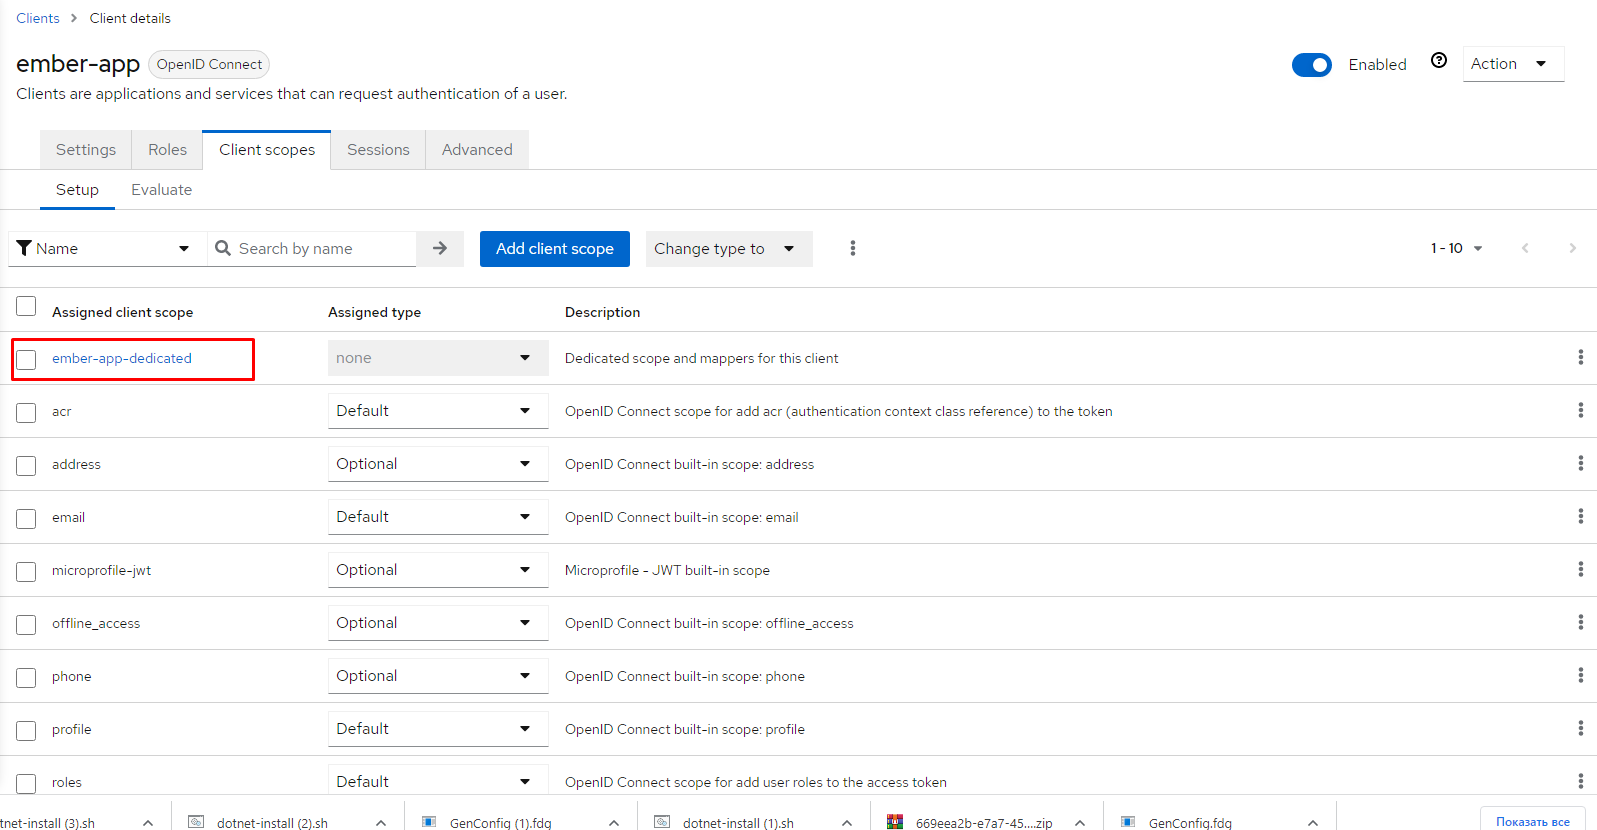 Clients > Client details
ember-app OpenID Connect
Enabled Action
Clients are applications and services that can request authentication of a user.
Settings Roles Client scopes Sessions Advanced
Setup Evaluate
Name Search by name Add client scope Change type to 1 - 10
Assigned client scope Assigned type Description
ember-app-dedicated none Dedicated scope and mappers for this client
acr Default OpenID Connect scope for add acr (authentication context class reference) to the token
address Optional OpenID Connect built-in scope: address
email Default OpenID Connect built-in scope: email
microprofile-jwt Optional Microprofile - JWT built-in scope
offline_access Optional OpenID Connect built-in scope: offline_access
phone Optional OpenID Connect built-in scope: phone
profile Default OpenID Connect built-in scope: profile
roles Default OpenID Connect scope for add user roles to the access token
tnet-install (3).sh dotnet-install (2).sh GenConfig (1).fdg dotnet-install (1).sh 669eea2b-e7a7-45....zip GenConfig.fdg Показать все